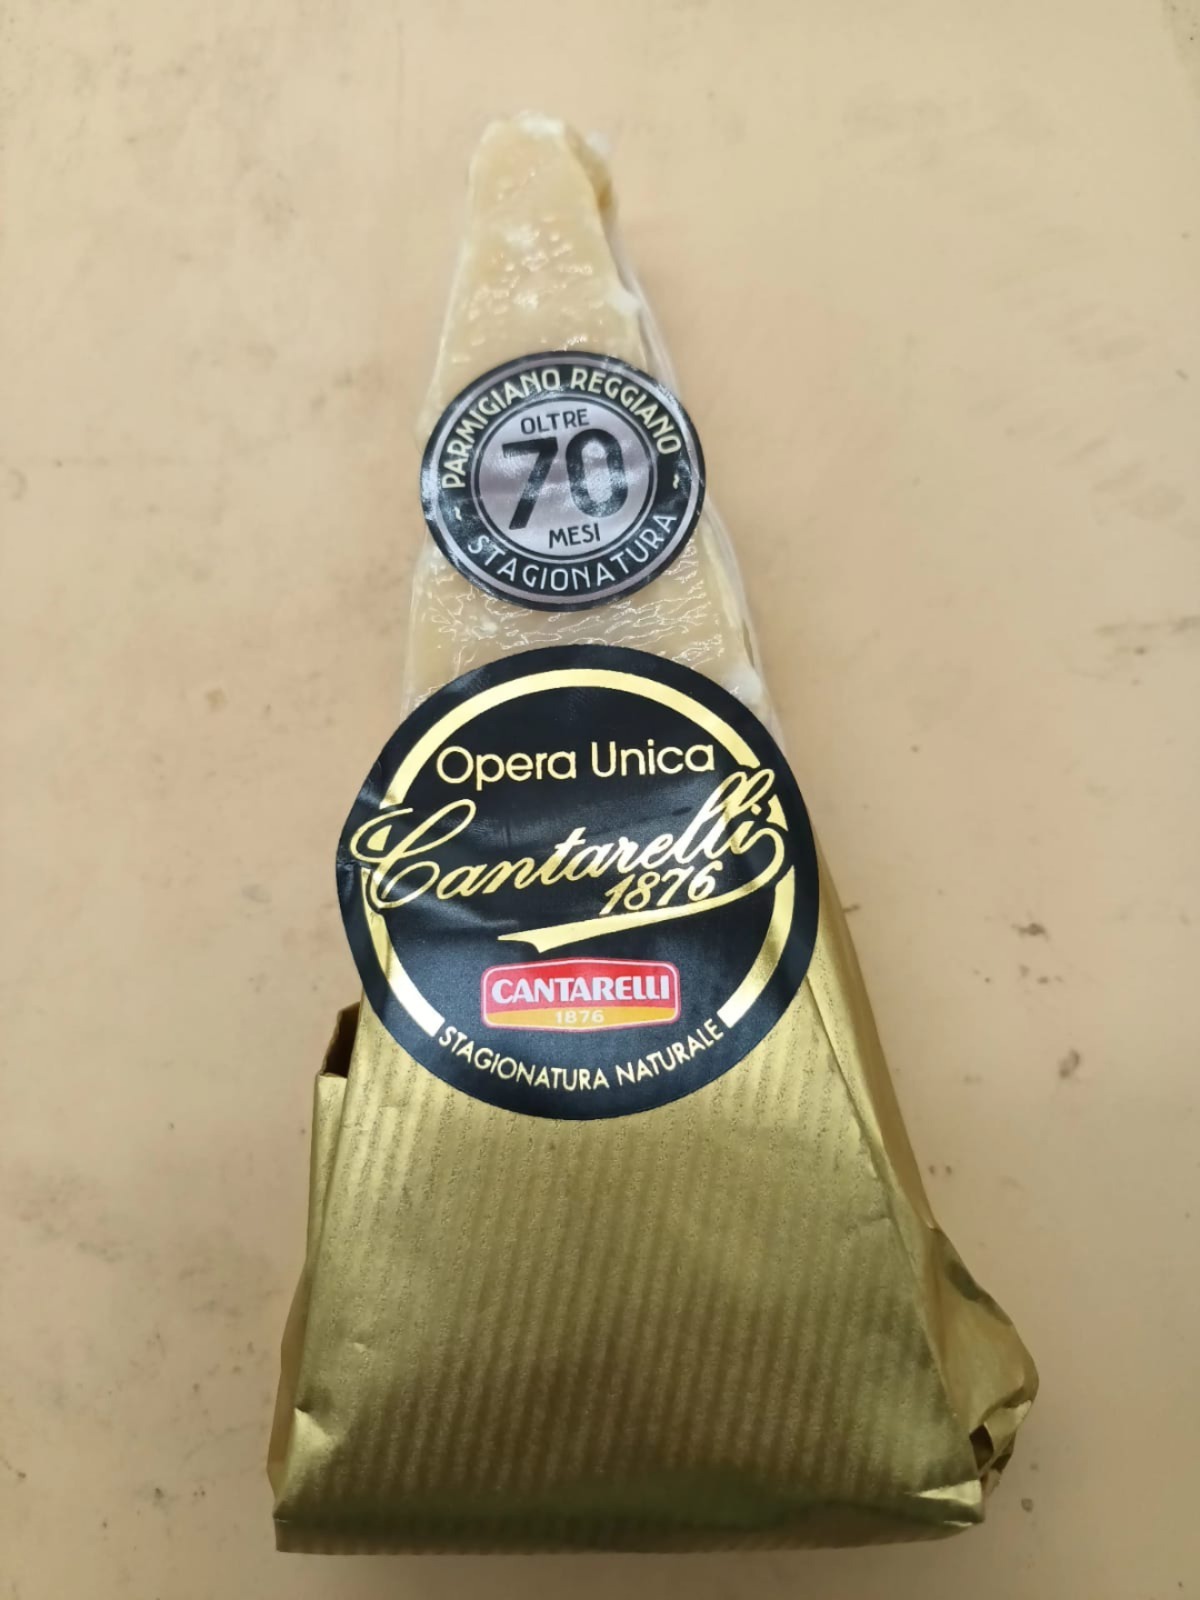 PARMIGIANO REGGIANO
OLTRE
70
MESI
~ STAGIONATURA ~
Opera Unica
Cantarelli
1876
CANTARELLI
1876
STAGIONATURA NATURALE